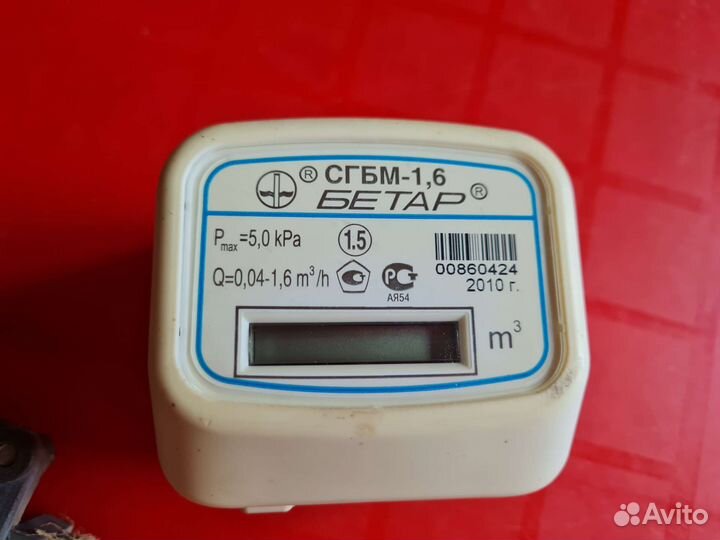 ® СГБМ-1,6
БЕТАР ®
Pmax=5,0 kPa
1.5
00860424
2010 г.
Q=0,04-1,6 m³/h
РСТ
АЯ54
m³
Avito